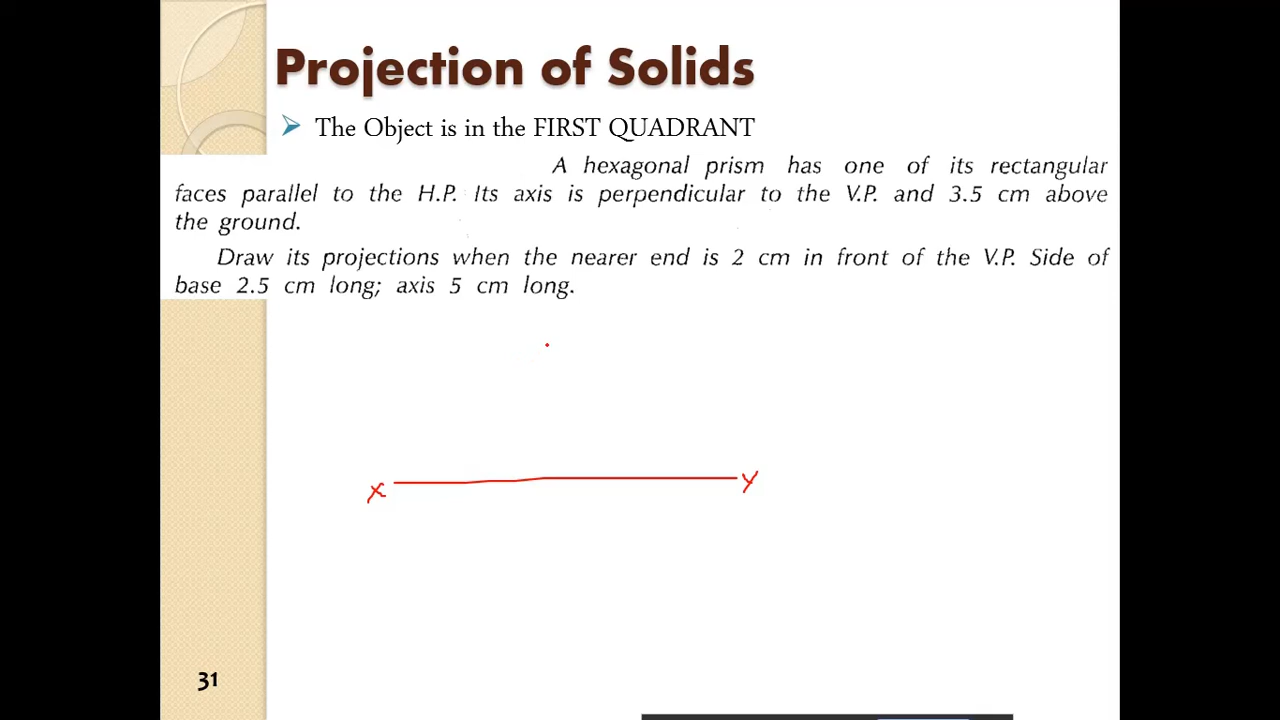 Projection of Solids
The Object is in the FIRST QUADRANT
A hexagonal prism has one of its rectangular
faces parallel to the H.P. Its axis is perpendicular to the V.P. and 3.5 cm above
the ground.
Draw its projections when the nearer end is 2 cm in front of the V.P. Side of
base 2.5 cm long; axis 5 cm long.
X Y
31